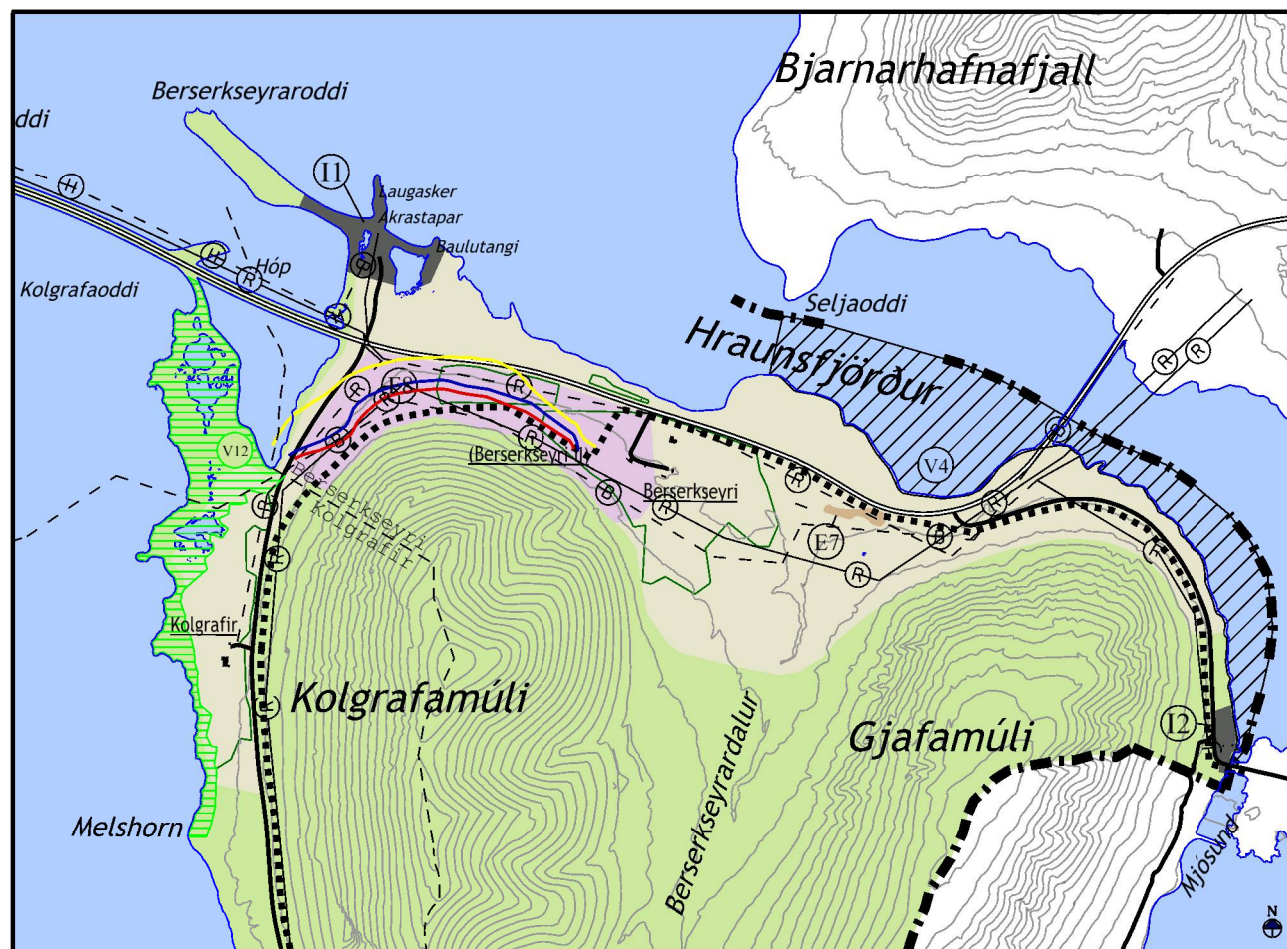 Bjarnarhafnafjall
Berserkseyraroddi
ddi
I1
Laugasker
Akrastapar
Baulutangi
H
H
R
Hóp
B
H
Kolgrafaoddi
Seljaoddi
Hraunsfjörður
R
R
E8
R
R
R
B
R
B
V12
(Berserkseyri I)
Berserkseyri
V4
B
R
R
B
R
E7
B
R
R
Berserkseyri
Kolgrafir
H
Kolgrafir
Kolgrafamúli
H
Berserkseyrardalur
Gjafamúli
I2
Melshorn
Mjósund
N